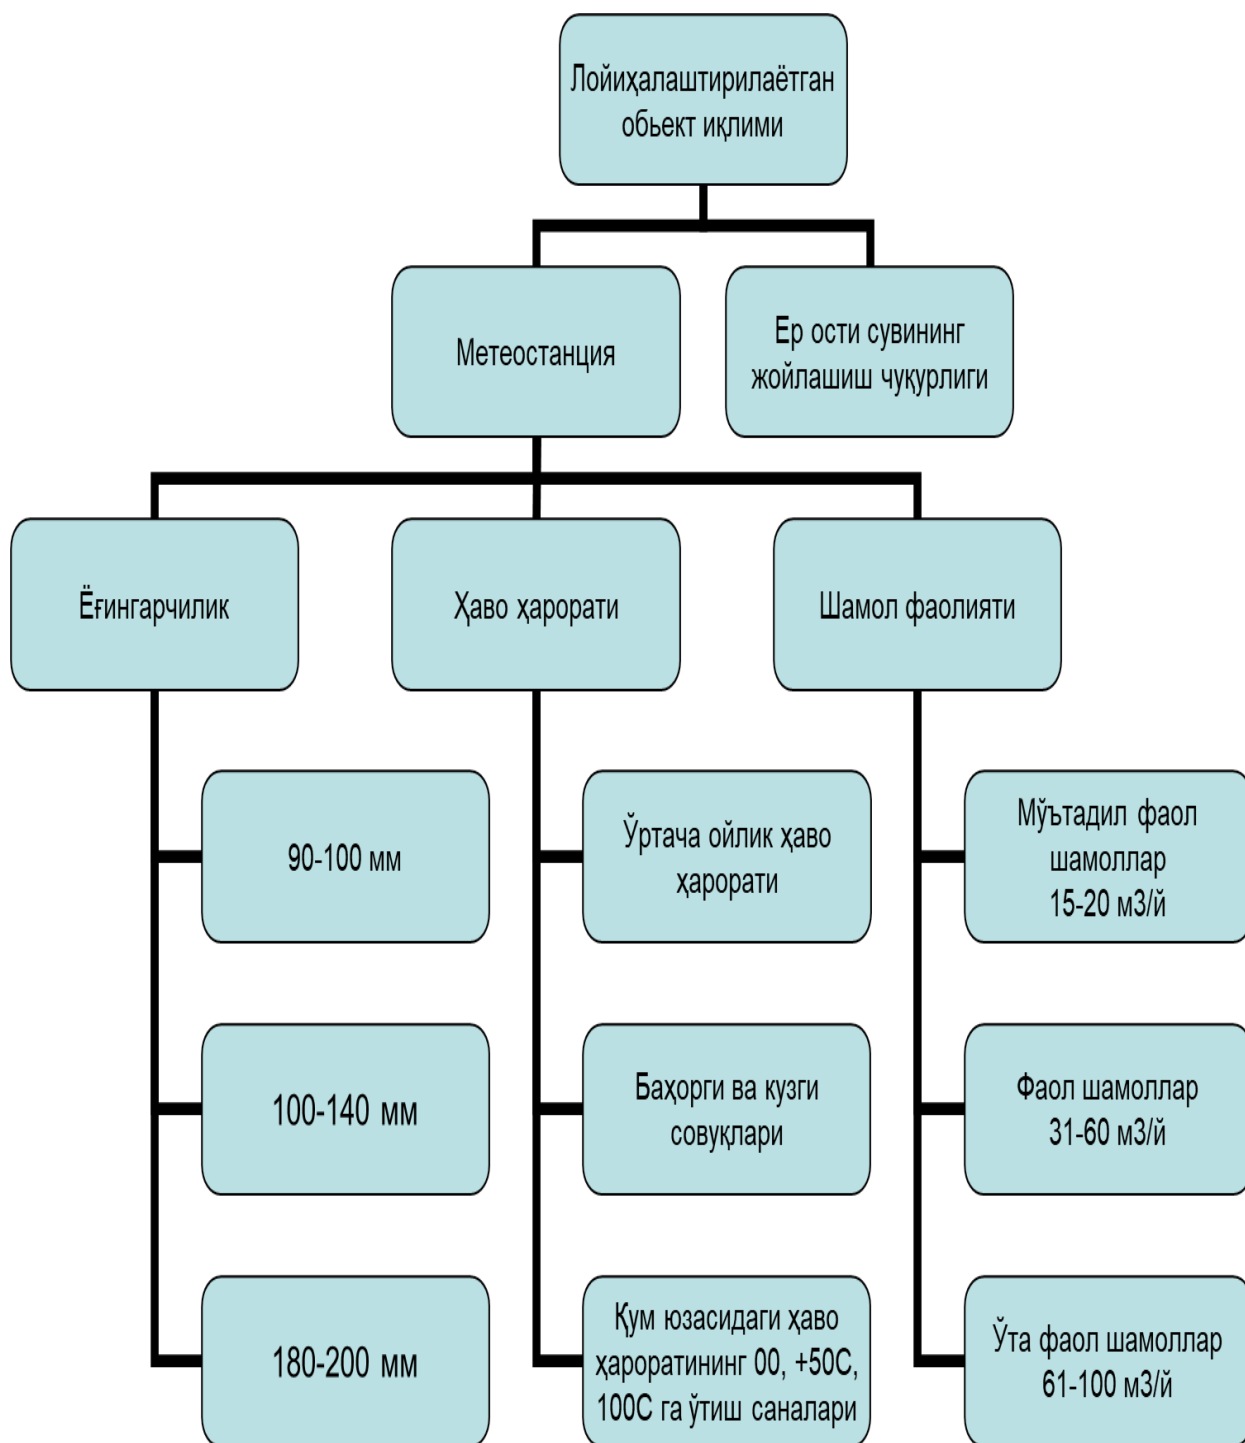 Лойиҳалаштирилаётган
обьект иқлими
Метеостанция
Ер ости сувининг
жойлашиш чуқурлиги
Ёғингарчилик
Ҳаво ҳарорати
Шамол фаолияти
90-100 мм
Ўртача ойлик ҳаво
ҳарорати
Мўътадил фаол
шамоллар
15-20 м3/й
100-140 мм
Баҳорги ва кузги
совуқлари
Фаол шамоллар
31-60 м3/й
180-200 мм
Қум юзасидаги ҳаво
ҳароратининг 00, +50С,
100С га ўтиш саналари
Ўта фаол шамоллар
61-100 м3/й